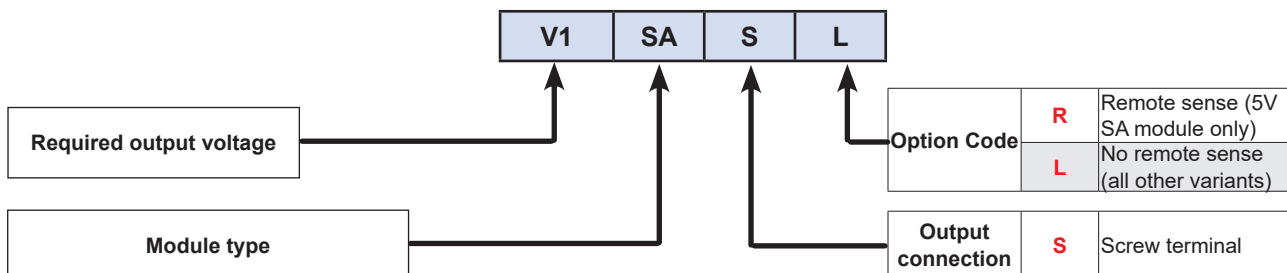 V1 SA S L
Required output voltage
Option Code
R
Remote sense (5V
SA module only)
L
No remote sense
(all other variants)
Module type
Output
connection
S
Screw terminal